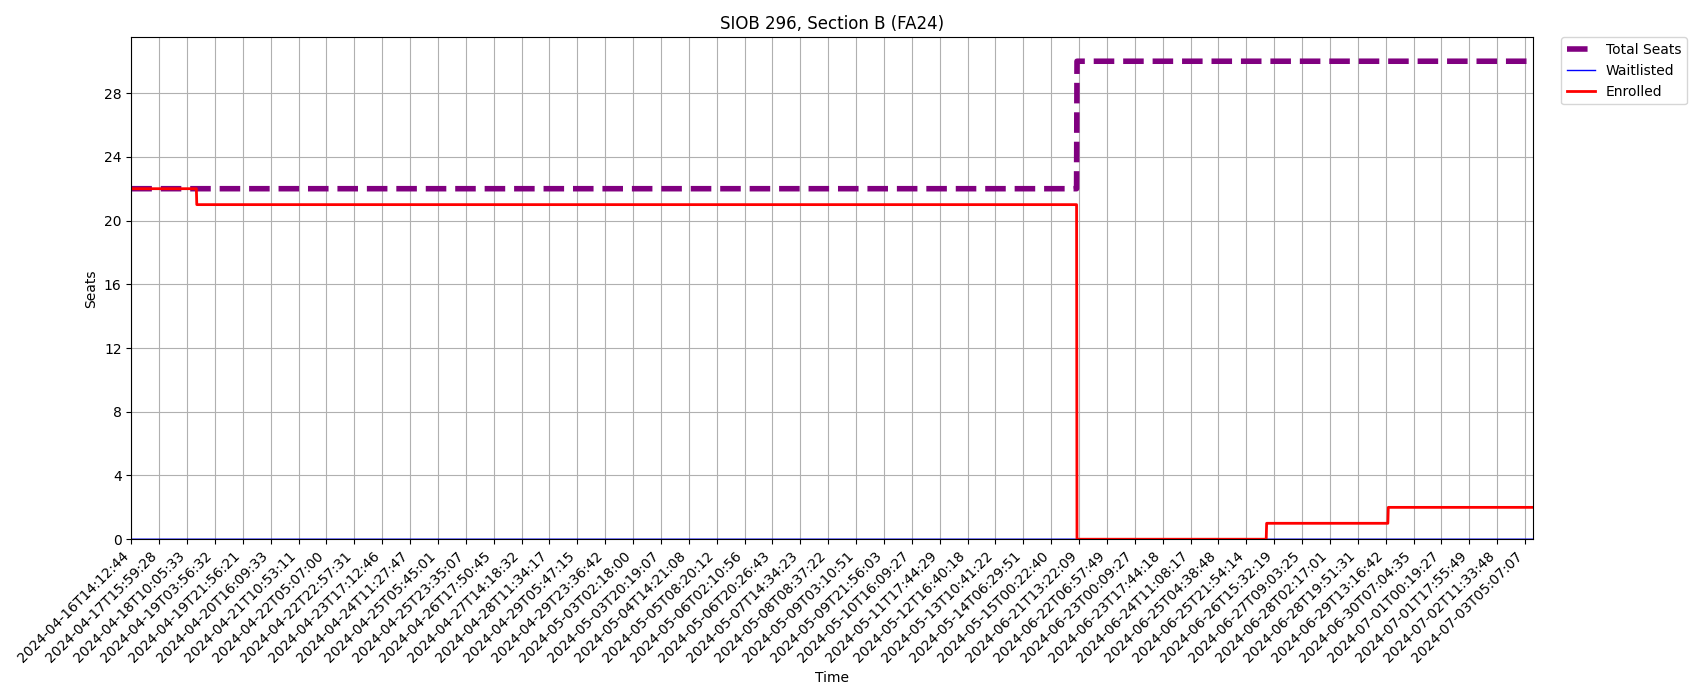 SIOB 296, Section B (FA24)
Total Seats
Waitlisted
Enrolled
28
24
20
16
12
8
4
0
Seats
2024-04-16T14:12:44
2024-04-17T15:59:28
2024-04-18T10:05:33
2024-04-19T03:56:32
2024-04-19T21:56:21
2024-04-20T16:09:33
2024-04-21T10:53:11
2024-04-22T05:07:00
2024-04-22T22:57:31
2024-04-23T17:12:46
2024-04-24T11:27:47
2024-04-25T05:45:01
2024-04-25T23:35:07
2024-04-26T17:50:45
2024-04-27T14:18:32
2024-04-28T11:34:17
2024-04-29T05:47:15
2024-04-29T23:36:42
2024-05-03T02:18:00
2024-05-03T20:19:07
2024-05-04T14:21:08
2024-05-05T08:20:12
2024-05-06T02:10:56
2024-05-06T20:26:43
2024-05-07T14:34:23
2024-05-08T08:37:22
2024-05-09T03:10:51
2024-05-09T21:56:03
2024-05-10T16:09:27
2024-05-11T17:44:29
2024-05-12T16:40:18
2024-05-13T10:41:22
2024-05-14T06:29:51
2024-05-15T00:22:40
2024-06-21T13:22:09
2024-06-22T06:57:49
2024-06-23T00:09:27
2024-06-23T17:44:18
2024-06-24T11:08:17
2024-06-25T04:38:48
2024-06-25T21:54:14
2024-06-26T15:32:19
2024-06-27T09:03:25
2024-06-28T02:17:01
2024-06-28T19:51:31
2024-06-29T13:16:42
2024-06-30T07:04:35
2024-07-01T00:19:27
2024-07-01T17:55:49
2024-07-02T11:33:48
2024-07-03T05:07:07
Time